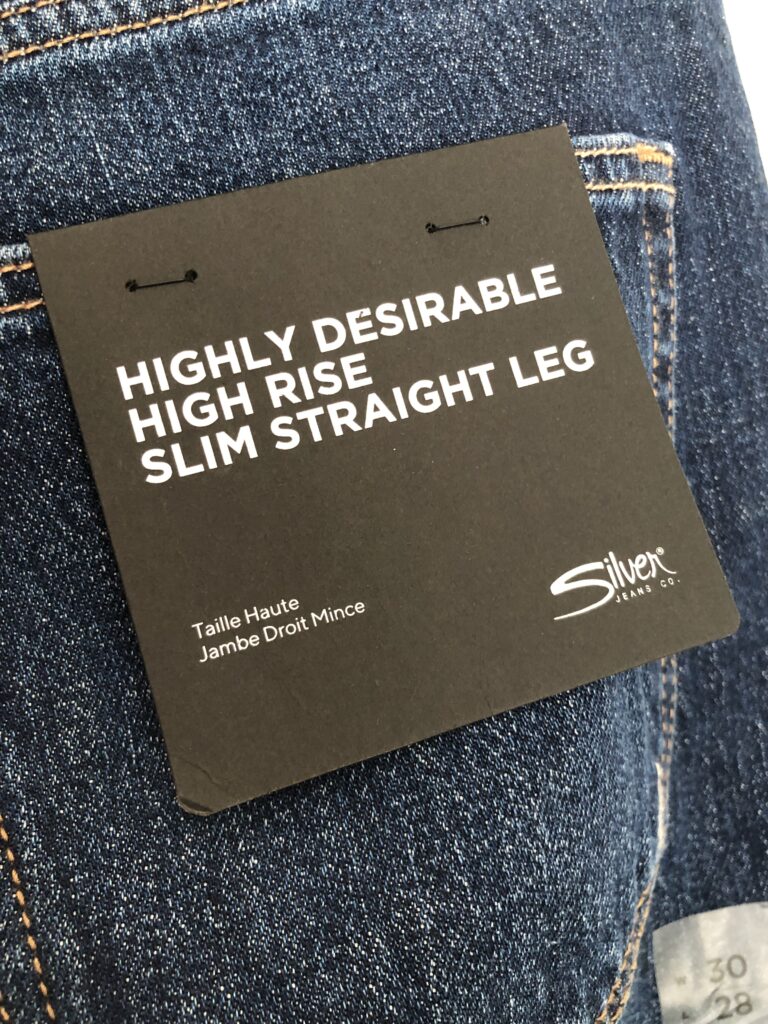 HIGHLY DESIRABLE
HIGH RISE
SLIM STRAIGHT LEG
Taille Haute
Jambe Droit Mince
Silver®
JEANS CO.
W 30
L 28